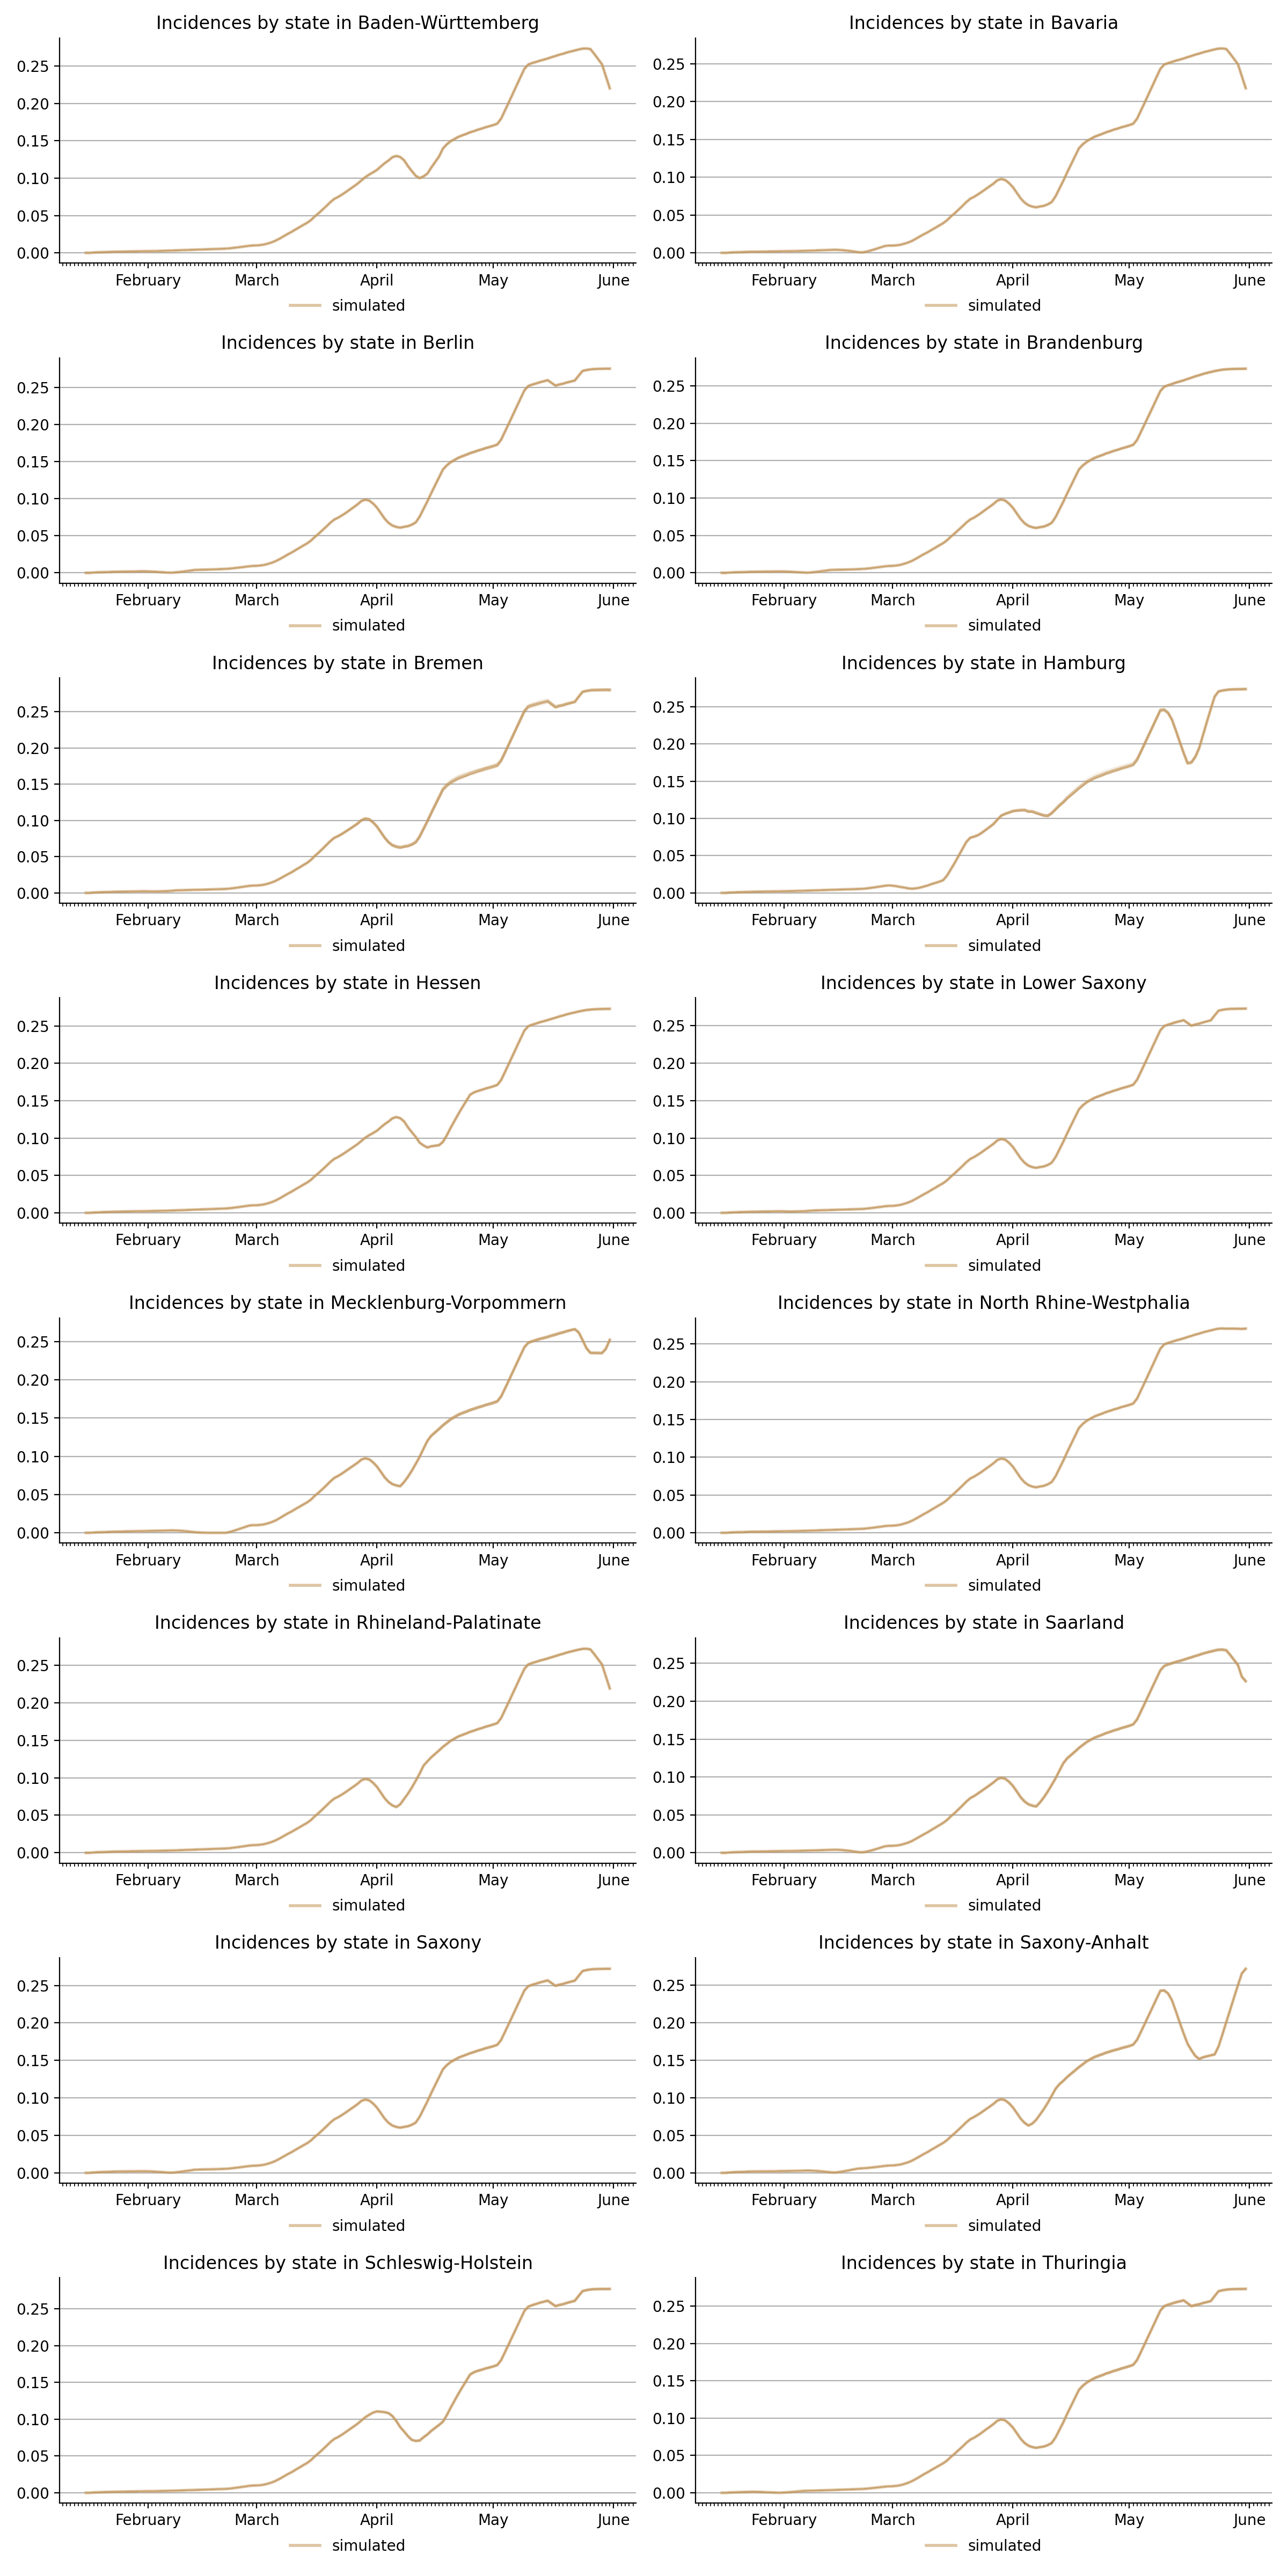 Incidences by state in Baden-Württemberg
0.25
0.20
0.15
0.10
0.05
0.00
February March April May June
simulated
Incidences by state in Bavaria
0.25
0.20
0.15
0.10
0.05
0.00
February March April May June
simulated
Incidences by state in Berlin
0.25
0.20
0.15
0.10
0.05
0.00
February March April May June
simulated
Incidences by state in Brandenburg
0.25
0.20
0.15
0.10
0.05
0.00
February March April May June
simulated
Incidences by state in Bremen
0.25
0.20
0.15
0.10
0.05
0.00
February March April May June
simulated
Incidences by state in Hamburg
0.25
0.20
0.15
0.10
0.05
0.00
February March April May June
simulated
Incidences by state in Hessen
0.25
0.20
0.15
0.10
0.05
0.00
February March April May June
simulated
Incidences by state in Lower Saxony
0.25
0.20
0.15
0.10
0.05
0.00
February March April May June
simulated
Incidences by state in Mecklenburg-Vorpommern
0.25
0.20
0.15
0.10
0.05
0.00
February March April May June
simulated
Incidences by state in North Rhine-Westphalia
0.25
0.20
0.15
0.10
0.05
0.00
February March April May June
simulated
Incidences by state in Rhineland-Palatinate
0.25
0.20
0.15
0.10
0.05
0.00
February March April May June
simulated
Incidences by state in Saarland
0.25
0.20
0.15
0.10
0.05
0.00
February March April May June
simulated
Incidences by state in Saxony
0.25
0.20
0.15
0.10
0.05
0.00
February March April May June
simulated
Incidences by state in Saxony-Anhalt
0.25
0.20
0.15
0.10
0.05
0.00
February March April May June
simulated
Incidences by state in Schleswig-Holstein
0.25
0.20
0.15
0.10
0.05
0.00
February March April May June
simulated
Incidences by state in Thuringia
0.25
0.20
0.15
0.10
0.05
0.00
February March April May June
simulated